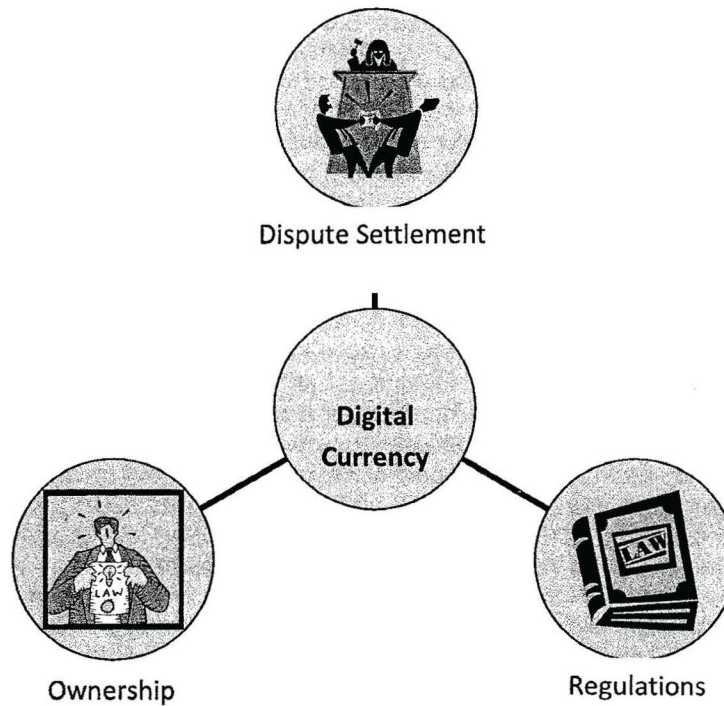 Dispute Settlement
Digital
Currency
LAW
LAW
Ownership
Regulations